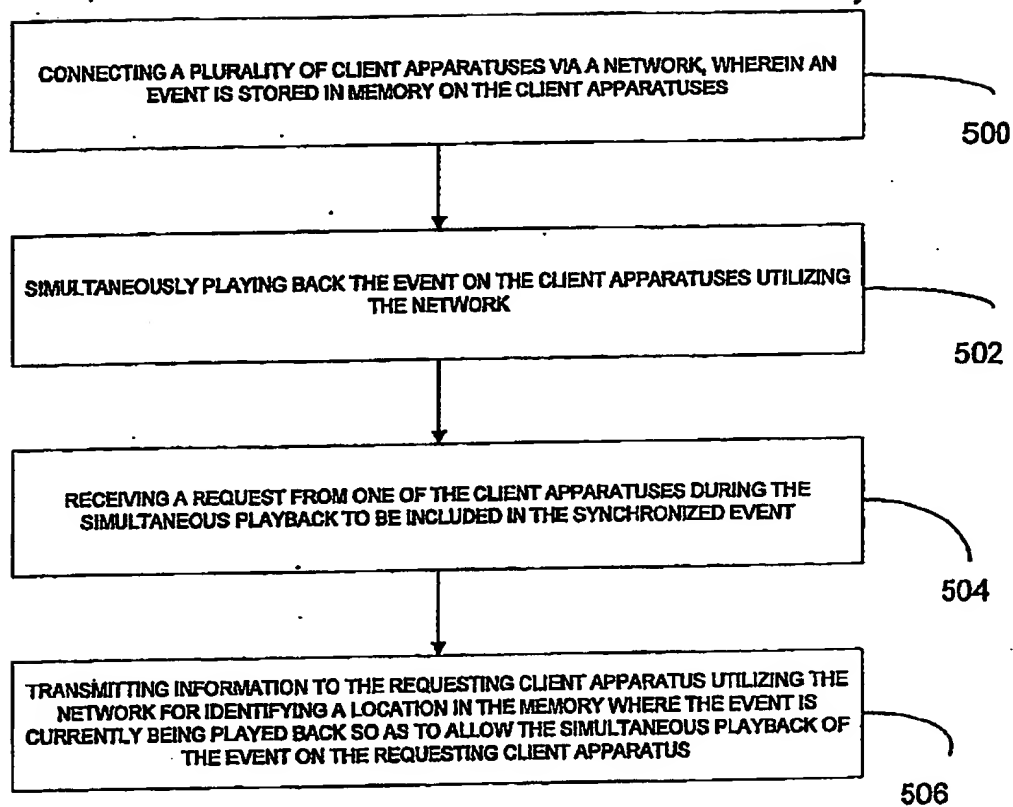 CONNECTING A PLURALITY OF CLIENT APPARATUSES VIA A NETWORK, WHEREIN AN
EVENT IS STORED IN MEMORY ON THE CLIENT APPARATUSES
500
SIMULTANEOUSLY PLAYING BACK THE EVENT ON THE CLIENT APPARATUSES UTILIZING
THE NETWORK
502
RECEIVING A REQUEST FROM ONE OF THE CLIENT APPARATUSES DURING THE
SIMULTANEOUS PLAYBACK TO BE INCLUDED IN THE SYNCHRONIZED EVENT
504
TRANSMITTING INFORMATION TO THE REQUESTING CLIENT APPARATUS UTILIZING THE
NETWORK FOR IDENTIFYING A LOCATION IN THE MEMORY WHERE THE EVENT IS
CURRENTLY BEING PLAYED BACK SO AS TO ALLOW THE SIMULTANEOUS PLAYBACK OF
THE EVENT ON THE REQUESTING CLIENT APPARATUS
506